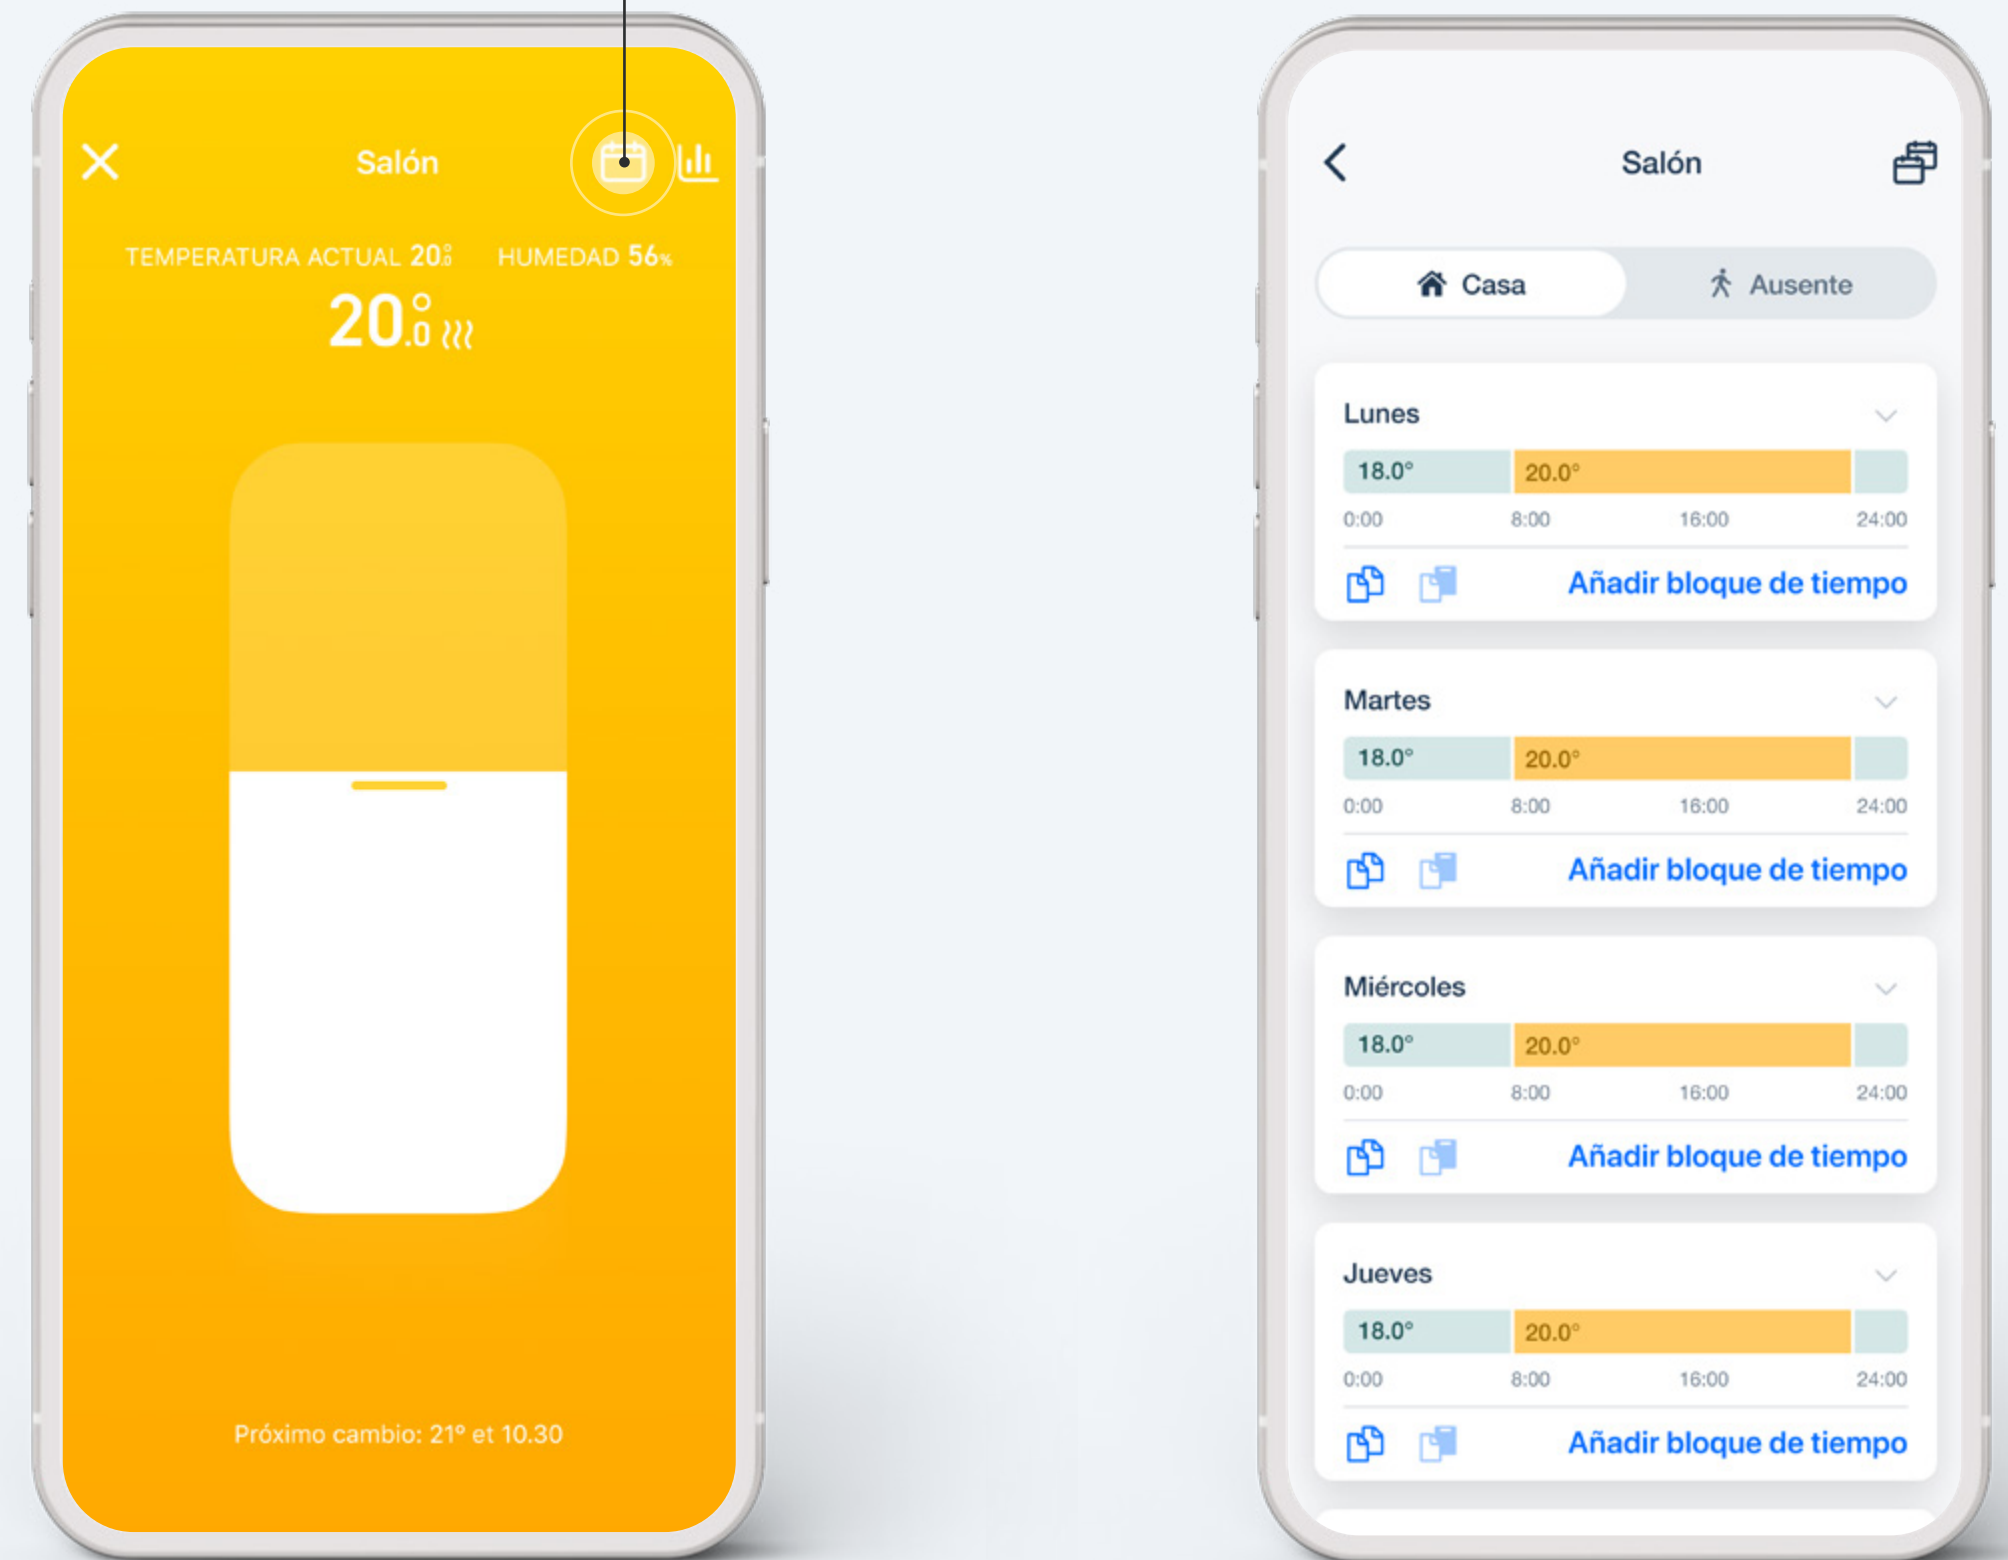 Salón
TEMPERATURA ACTUAL 20.0° HUMEDAD 56%
20.0°
Próximo cambio: 21º et 10.30
Salón
Casa Ausente
Lunes
18.0° 20.0°
0:00 8:00 16:00 24:00
Añadir bloque de tiempo
Martes
18.0° 20.0°
0:00 8:00 16:00 24:00
Añadir bloque de tiempo
Miércoles
18.0° 20.0°
0:00 8:00 16:00 24:00
Añadir bloque de tiempo
Jueves
18.0° 20.0°
0:00 8:00 16:00 24:00
Añadir bloque de tiempo